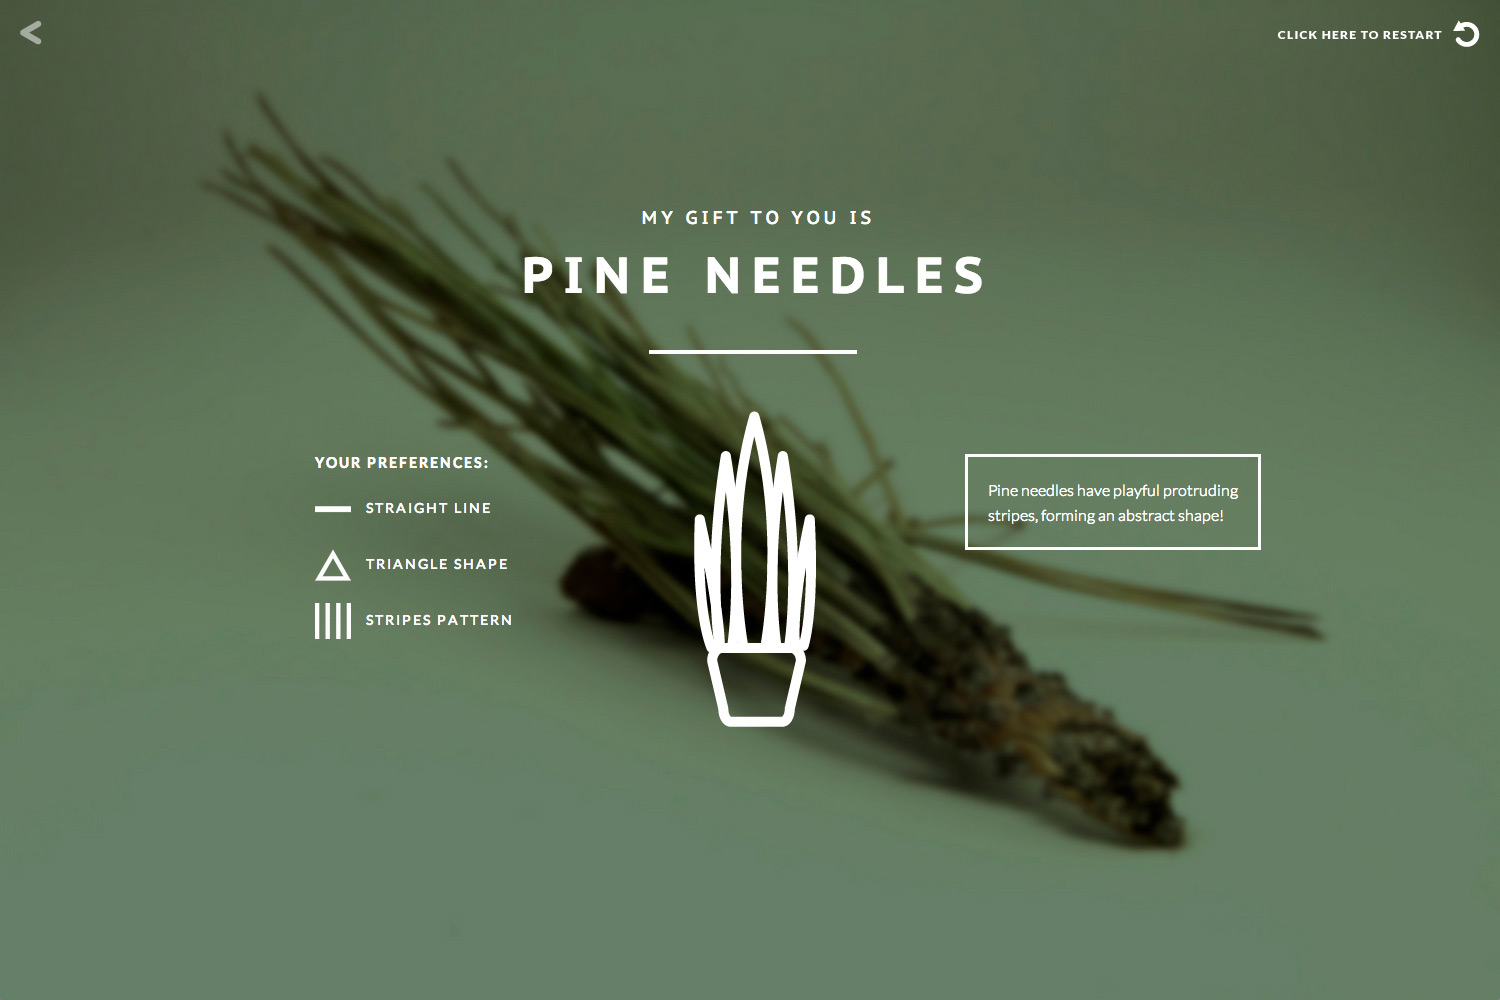 CLICK HERE TO RESTART
MY GIFT TO YOU IS
PINE NEEDLES
YOUR PREFERENCES:
STRAIGHT LINE
TRIANGLE SHAPE
STRIPES PATTERN
Pine needles have playful protruding
stripes, forming an abstract shape!